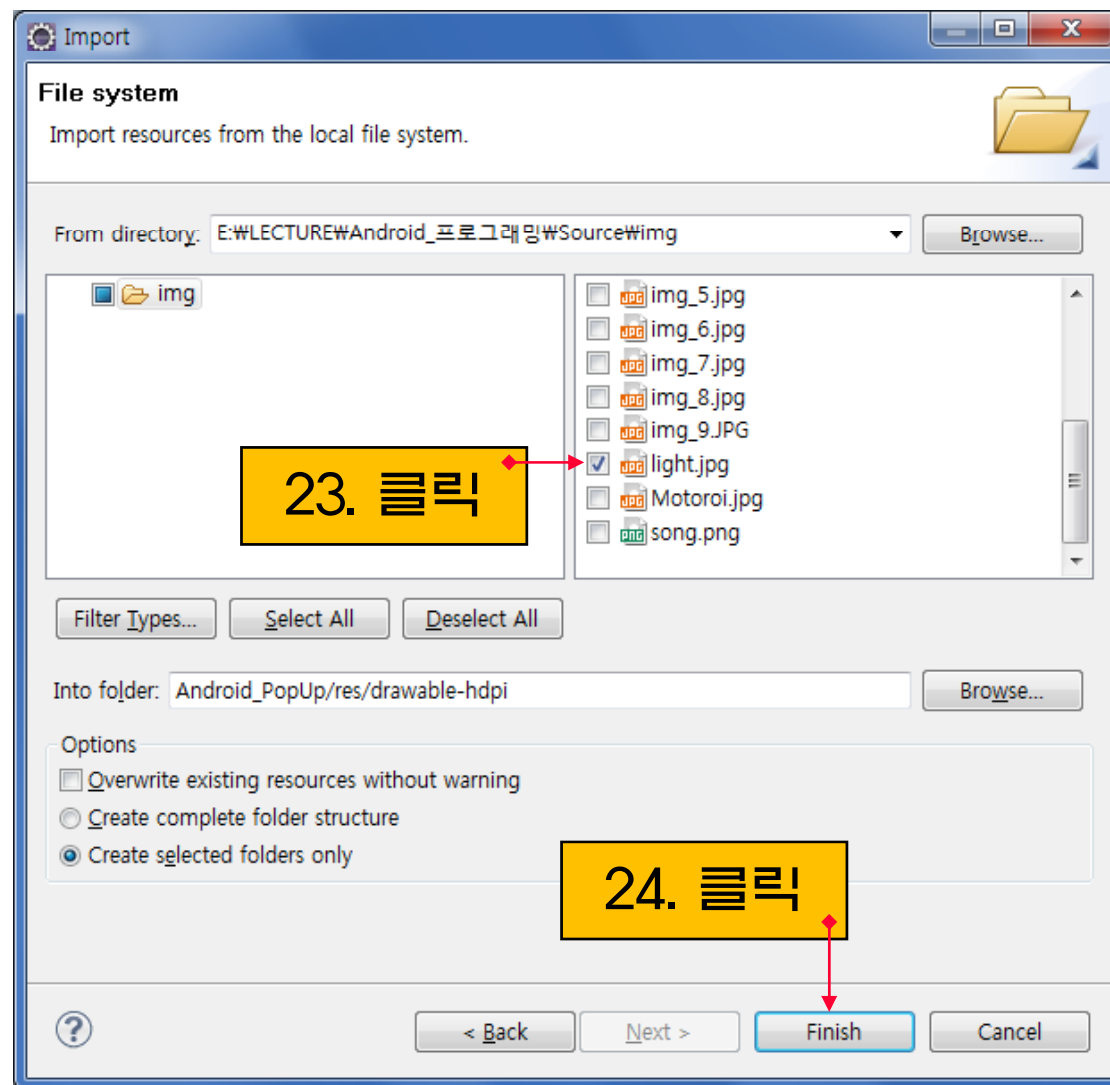 Import
File system
Import resources from the local file system.
From directory: E:₩LECTURE₩Android_프로그래밍₩Source₩img
Browse...
img
img_5.jpg
img_6.jpg
img_7.jpg
img_8.jpg
img_9.JPG
light.jpg
Motoroi.jpg
song.png
23. 클릭
Filter Types...
Select All
Deselect All
Into folder: Android_PopUp/res/drawable-hdpi
Browse...
Options
Overwrite existing resources without warning
Create complete folder structure
Create selected folders only
24. 클릭
?
< Back
Next >
Finish
Cancel